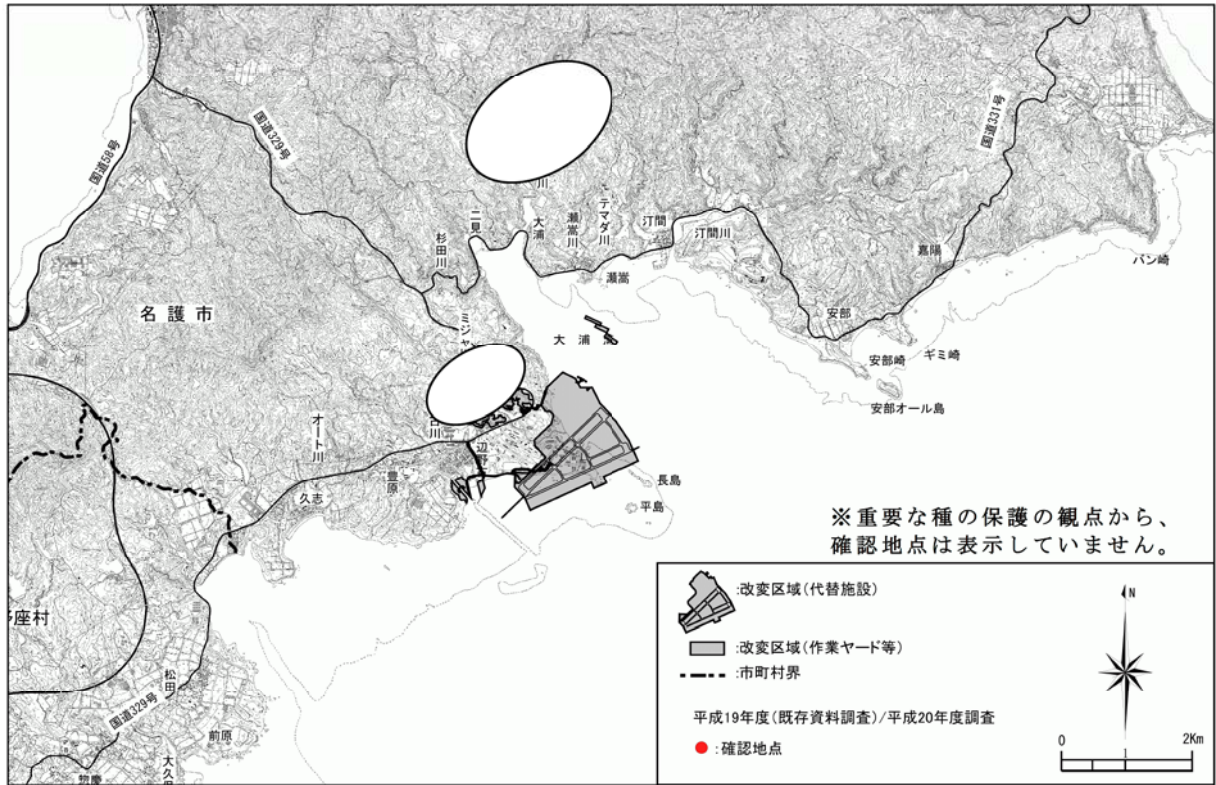 国道58号
国道329号
国道331号
川
二見
大浦
瀬嵩川
テマダ川
汀間
汀間川
杉田川
瀬嵩
嘉陽
バン崎
名護市
大浦
安部
安部崎
ギミ崎
安部オール島
オート川
古川
辺野
豊原
久志
長島
平島
※重要な種の保護の観点から、
確認地点は表示していません。
座村
松田
国道329号
前原
惣慶
:改変区域(代替施設)
:改変区域(作業ヤード等)
:市町村界
平成19年度(既存資料調査)/平成20年度調査
:確認地点
N
0 1 2Km